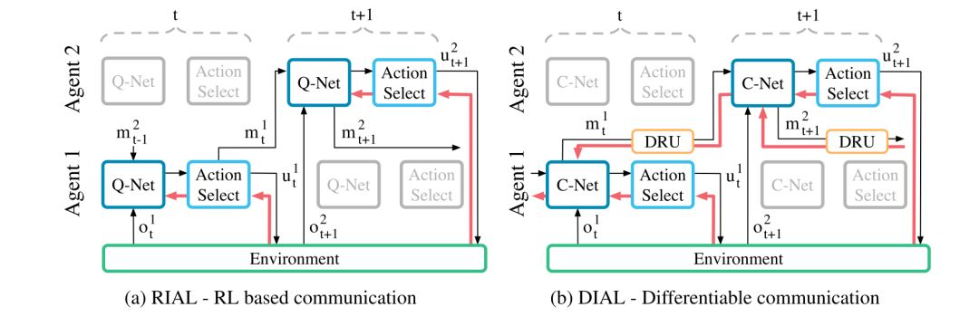 t
t+1
Agent 2
Q-Net
Action
Select
Q-Net
Action
Select
u_{t+1}^2
m_{t-1}^2
m_t^1
m_{t+1}^2
Agent 1
Q-Net
Action
Select
u_t^1
Q-Net
Action
Select
o_t^1
o_{t+1}^2
Environment
(a) RIAL - RL based communication
t
t+1
Agent 2
C-Net
Action
Select
C-Net
Action
Select
u_{t+1}^2
m_t^1
DRU
m_{t+1}^2
DRU
Agent 1
C-Net
Action
Select
u_t^1
C-Net
Action
Select
o_t^1
o_{t+1}^2
Environment
(b) DIAL - Differentiable communication